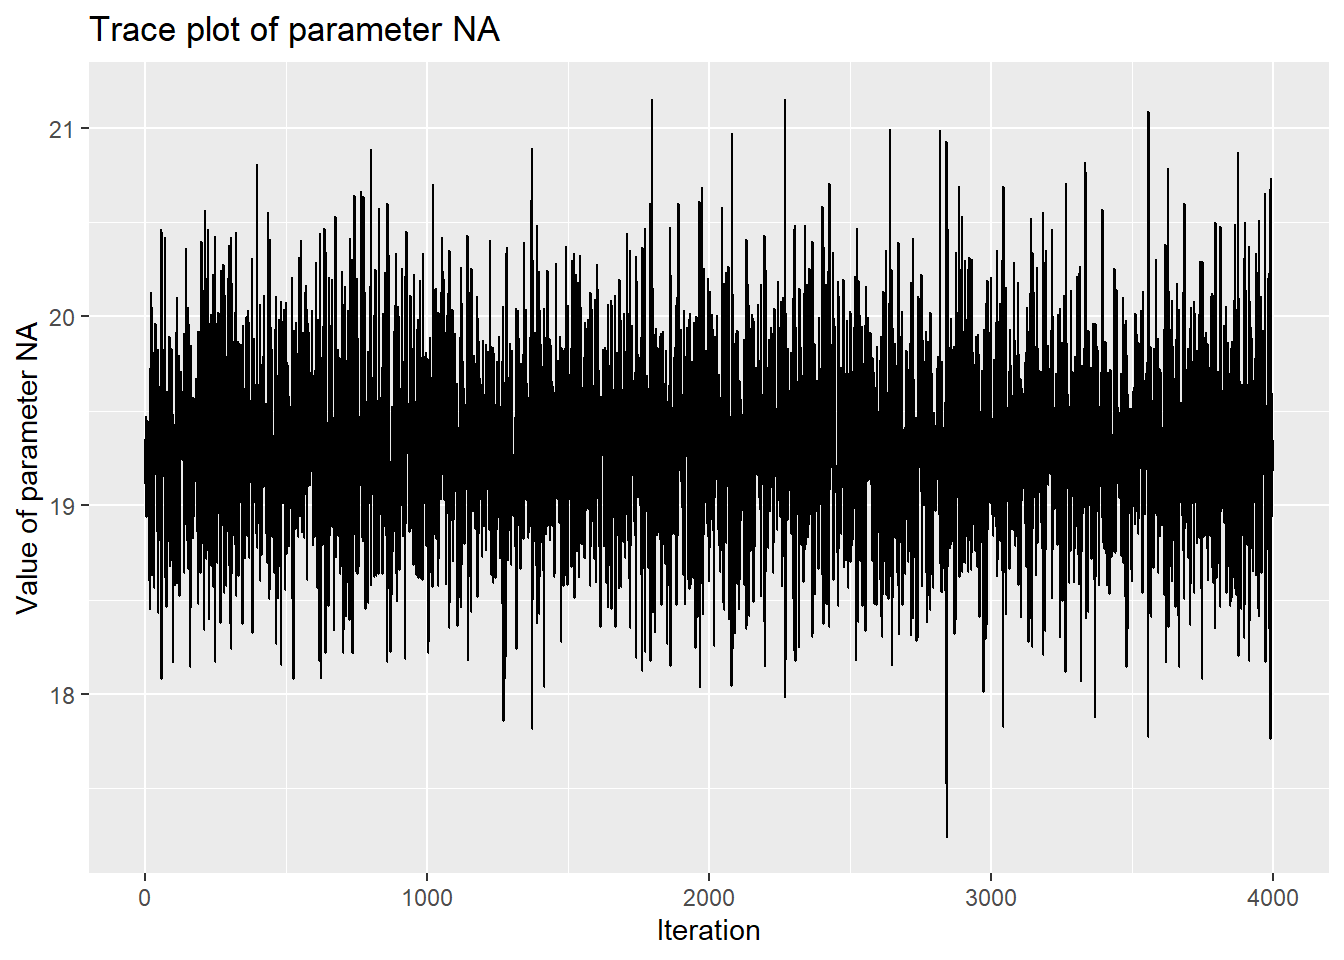 Trace plot of parameter NA
Value of parameter NA
21
20
19
18
0 1000 2000 3000 4000
Iteration